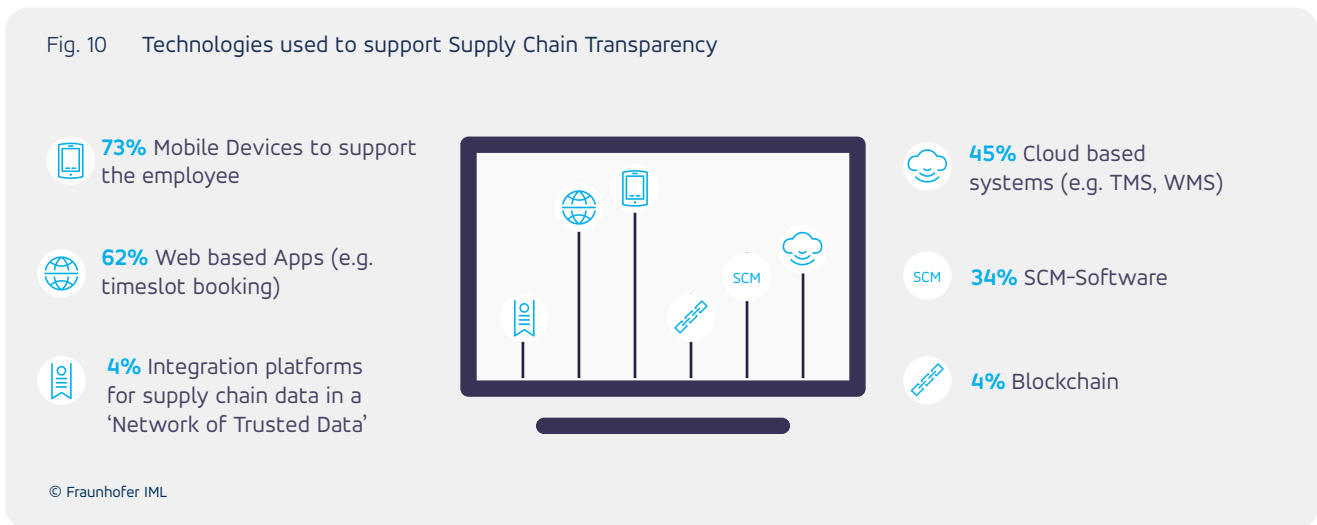 Fig. 10 Technologies used to support Supply Chain Transparency
73% Mobile Devices to support
the employee
62% Web based Apps (e.g.
timeslot booking)
4% Integration platforms
for supply chain data in a
‘Network of Trusted Data’
SCM
45% Cloud based
systems (e.g. TMS, WMS)
SCM
34% SCM-Software
4% Blockchain
© Fraunhofer IML